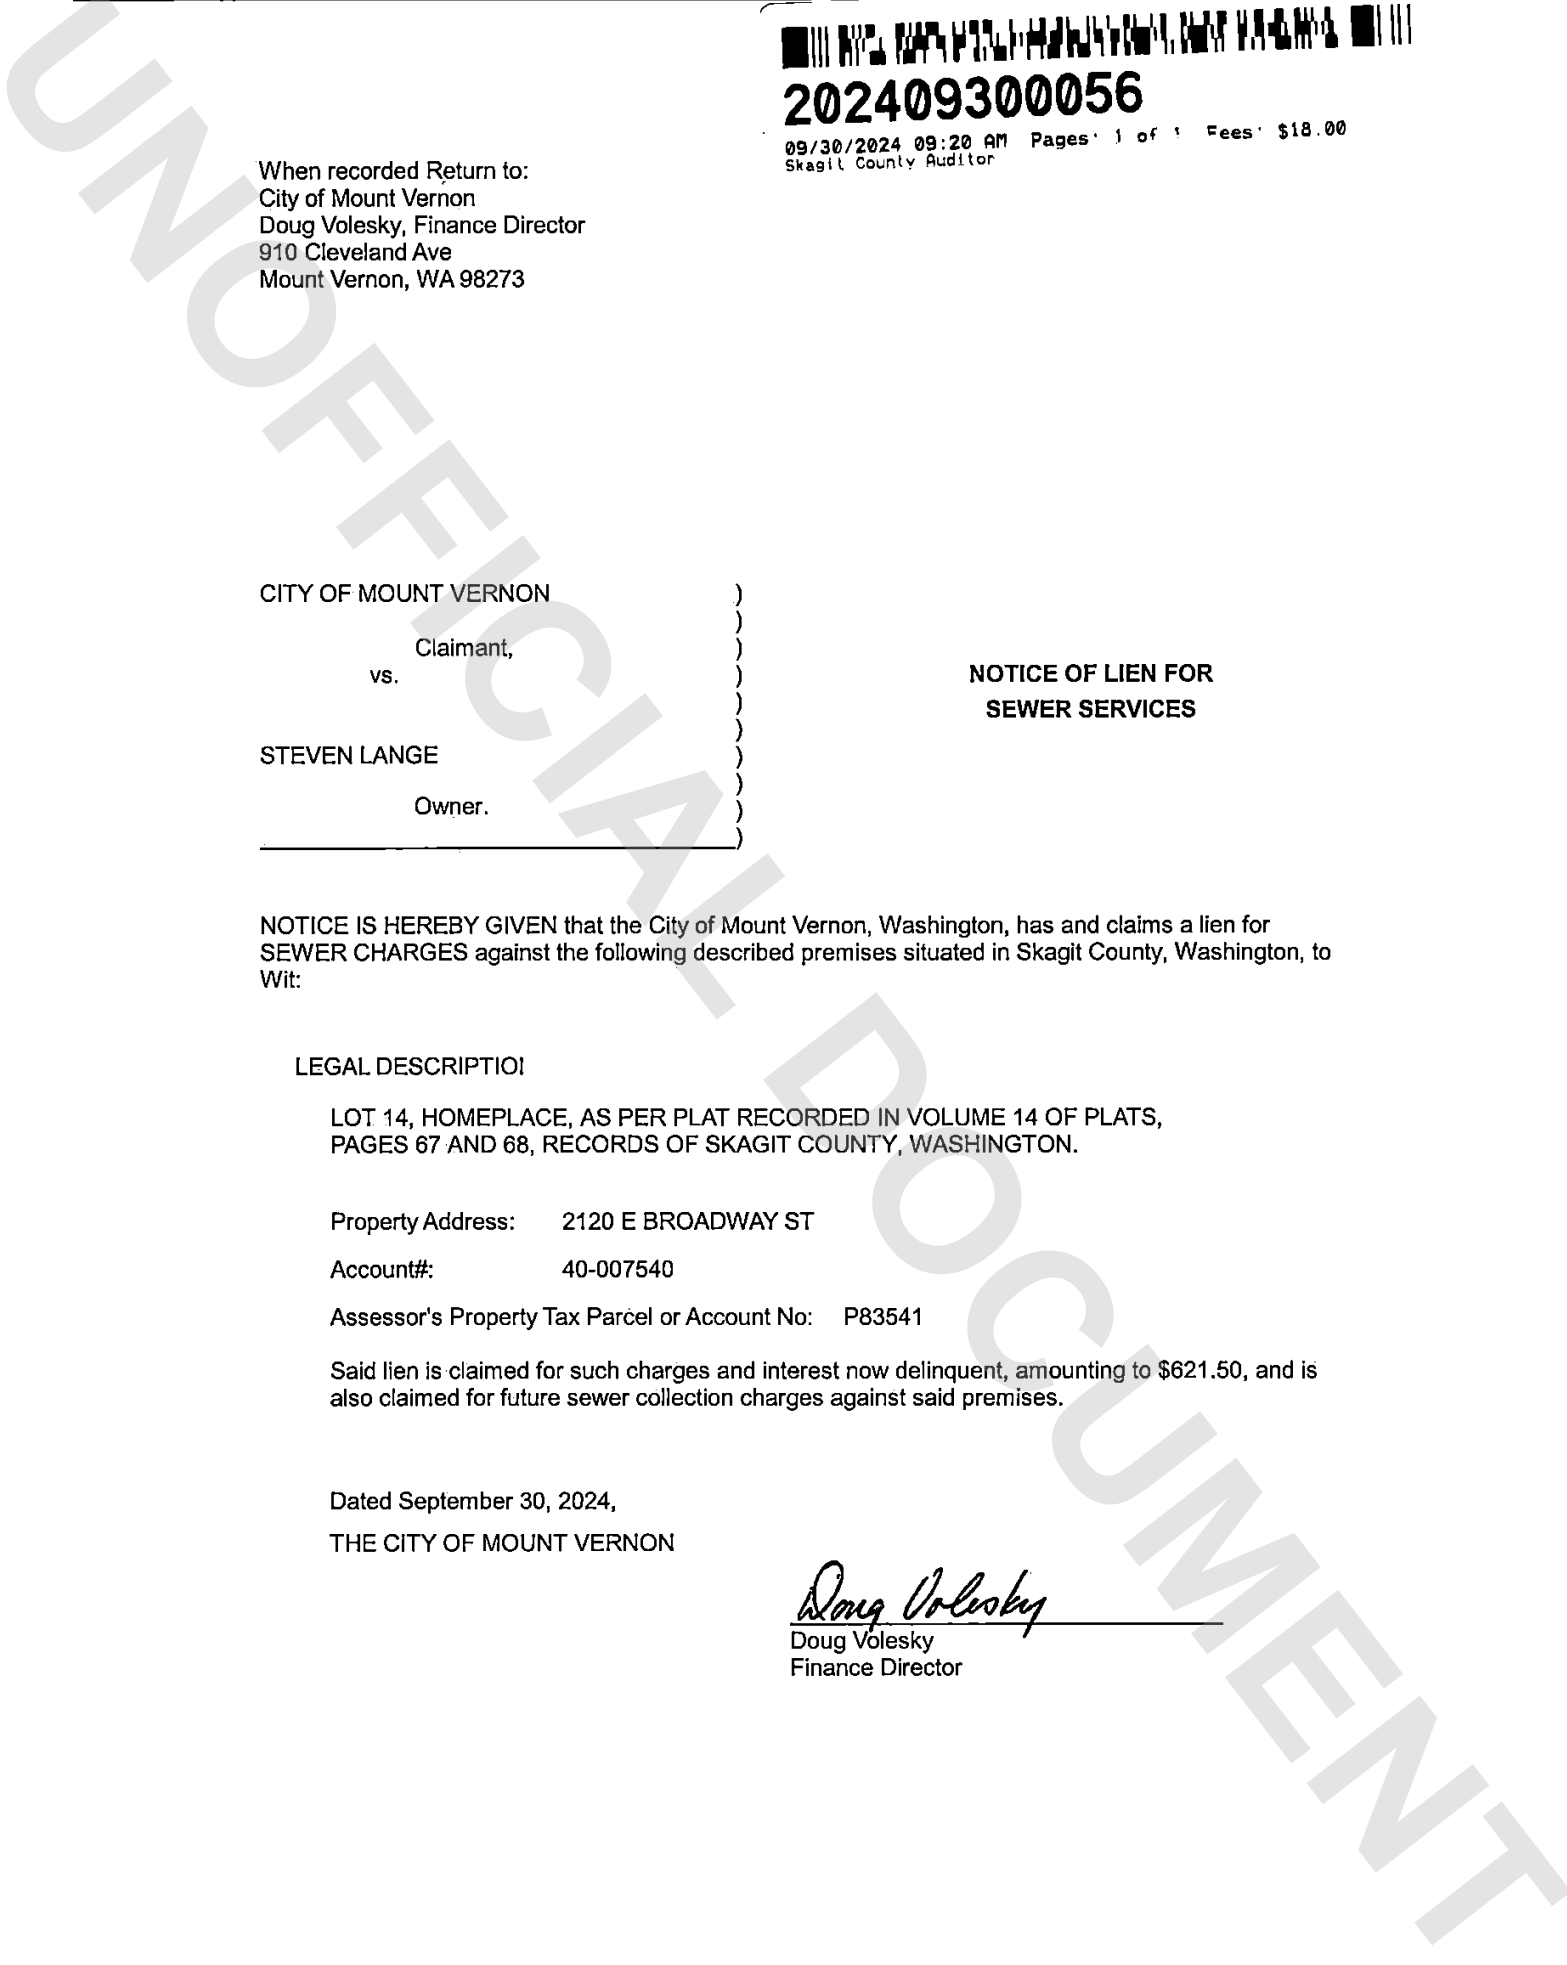 202409300056
09/30/2024 09:20 AM Pages: 1 of 1 Fees: $18.00
Skagit County Auditor
When recorded Return to:
City of Mount Vernon
Doug Volesky, Finance Director
910 Cleveland Ave
Mount Vernon, WA 98273
CITY OF MOUNT VERNON )
)
Claimant, )
vs. )
)
)
STEVEN LANGE )
)
Owner. )
)
NOTICE OF LIEN FOR
SEWER SERVICES
NOTICE IS HEREBY GIVEN that the City of Mount Vernon, Washington, has and claims a lien for
SEWER CHARGES against the following described premises situated in Skagit County, Washington, to
Wit:
LEGAL DESCRIPTIO
LOT 14, HOMEPLACE, AS PER PLAT RECORDED IN VOLUME 14 OF PLATS,
PAGES 67 AND 68, RECORDS OF SKAGIT COUNTY, WASHINGTON.
Property Address: 2120 E BROADWAY ST
Account#: 40-007540
Assessor's Property Tax Parcel or Account No: P83541
Said lien is claimed for such charges and interest now delinquent, amounting to $621.50, and is
also claimed for future sewer collection charges against said premises.
Dated September 30, 2024,
THE CITY OF MOUNT VERNON
Doug Volesky
Doug Volesky
Finance Director
UNOFFICIAL DOCUMENT